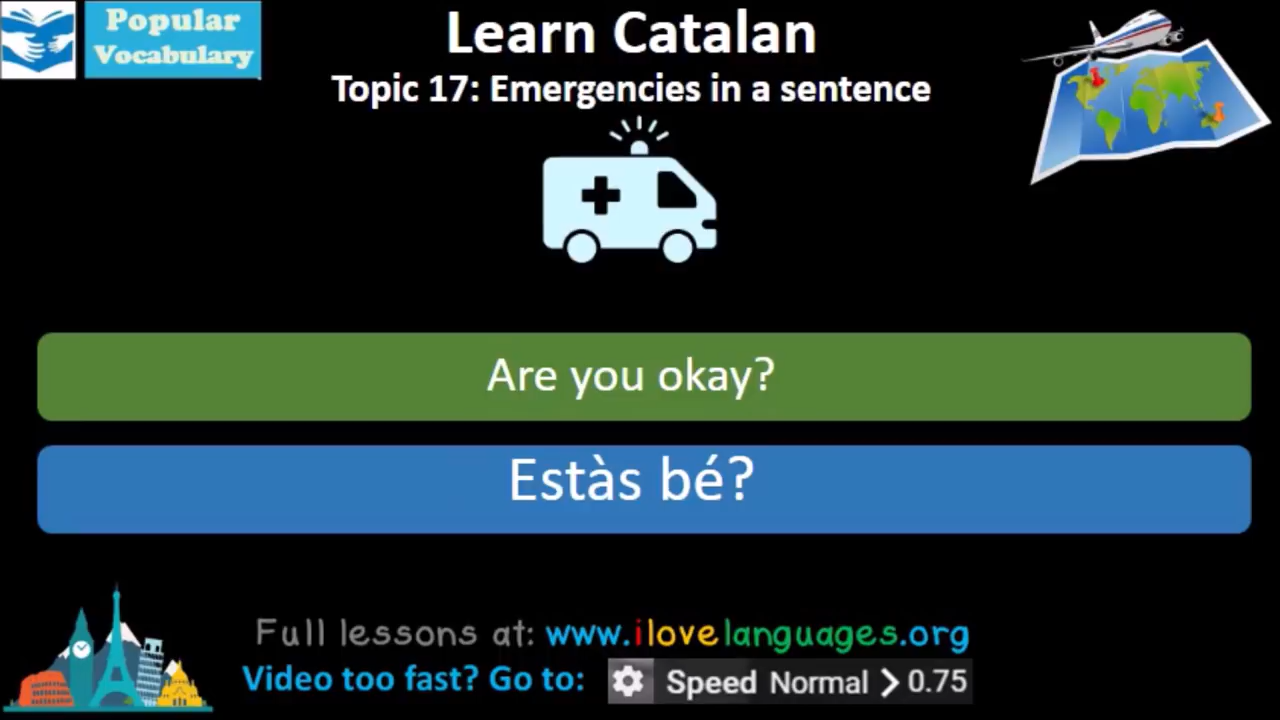 Popular
Vocabulary
Learn Catalan
Topic 17: Emergencies in a sentence
Are you okay?
Estàs bé?
Full lessons at: www.ilovelanguages.org
Video too fast? Go to: Speed Normal > 0.75